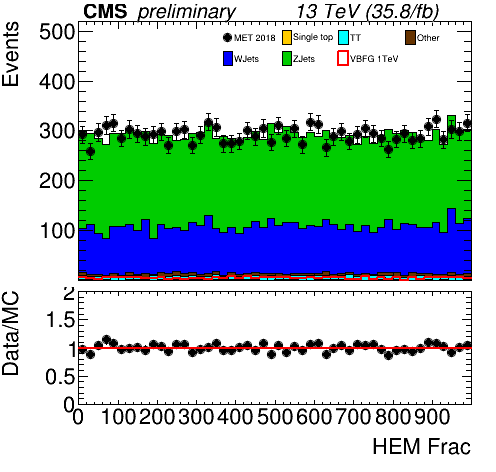 CMS preliminary 13 TeV (35.8/fb)
Events
MET 2018 Single top TT Other
WJets ZJets VBFG 1TeV
500
400
300
200
100
Data/MC
2
1.5
1
0.5
0
0 100 200 300 400 500 600 700 800 900
HEM Frac